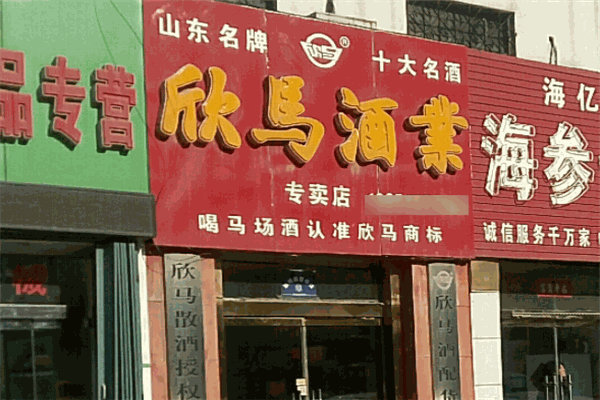 品专营
山东名牌
十大名酒
欣馬酒業
专卖店
喝马场酒认准欣马商标
欣马散酒授权
欣马酒配货
海亿
海参
诚信服务千万家